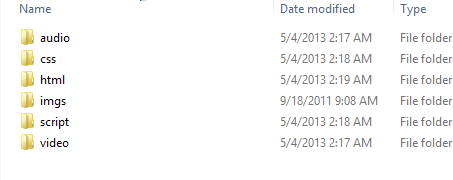 Name Date modified Type
audio 5/4/2013 2:17 AM File folder
css 5/4/2013 2:18 AM File folder
html 5/4/2013 2:19 AM File folder
imgs 9/18/2011 9:08 AM File folder
script 5/4/2013 2:18 AM File folder
video 5/4/2013 2:17 AM File folder